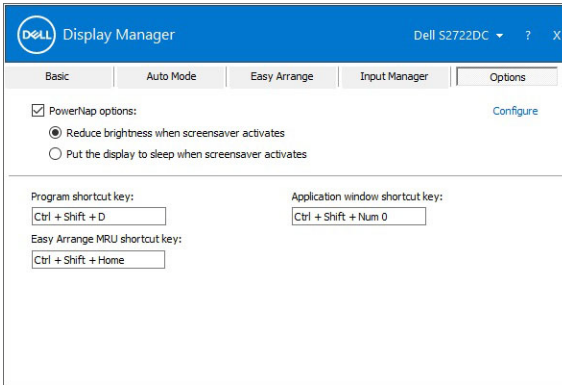 DELL Display Manager
Dell S2722DC ? X
Basic Auto Mode Easy Arrange Input Manager Options
PowerNap options: Configure
Reduce brightness when screensaver activates
Put the display to sleep when screensaver activates
Program shortcut key: Application window shortcut key:
Ctrl + Shift + D Ctrl + Shift + Num 0
Easy Arrange MRU shortcut key:
Ctrl + Shift + Home